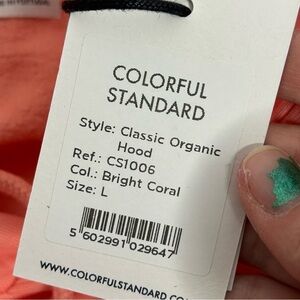 COLORFUL
STANDARD
Style: Classic Organic
Hood
Ref.: CS1006
Col.: Bright Coral
Size: L
5 602991 029647
WWW.COLORFULSTANDARD.CO